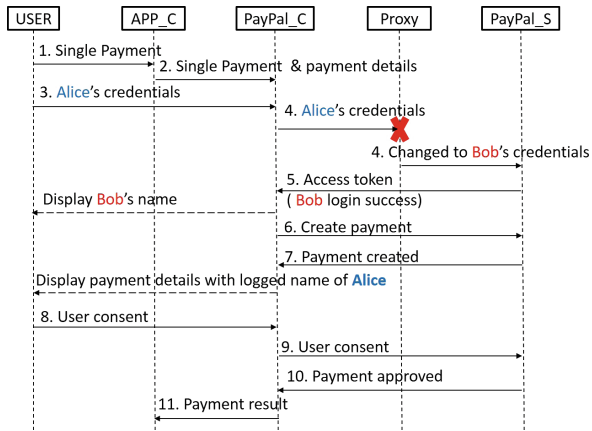 USER APP_C PayPal_C Proxy PayPal_S
1. Single Payment
2. Single Payment & payment details
3. Alice's credentials
4. Alice's credentials
4. Changed to Bob's credentials
5. Access token
Display Bob's name
( Bob login success)
6. Create payment
7. Payment created
Display payment details with logged name of Alice
8. User consent
9. User consent
10. Payment approved
11. Payment result